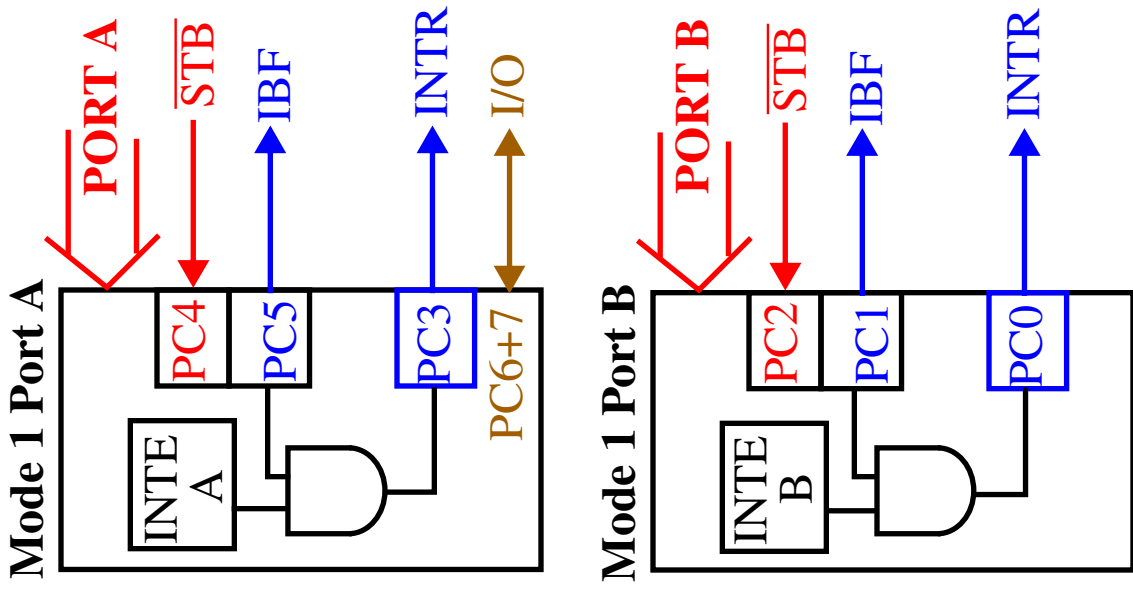 Mode 1 Port A
PORT A
STB
IBF
INTR
I/O
PC4
PC5
PC3
PC6+7
INTE
A
Mode 1 Port B
PORT B
STB
IBF
INTR
PC2
PC1
PC0
INTE
B